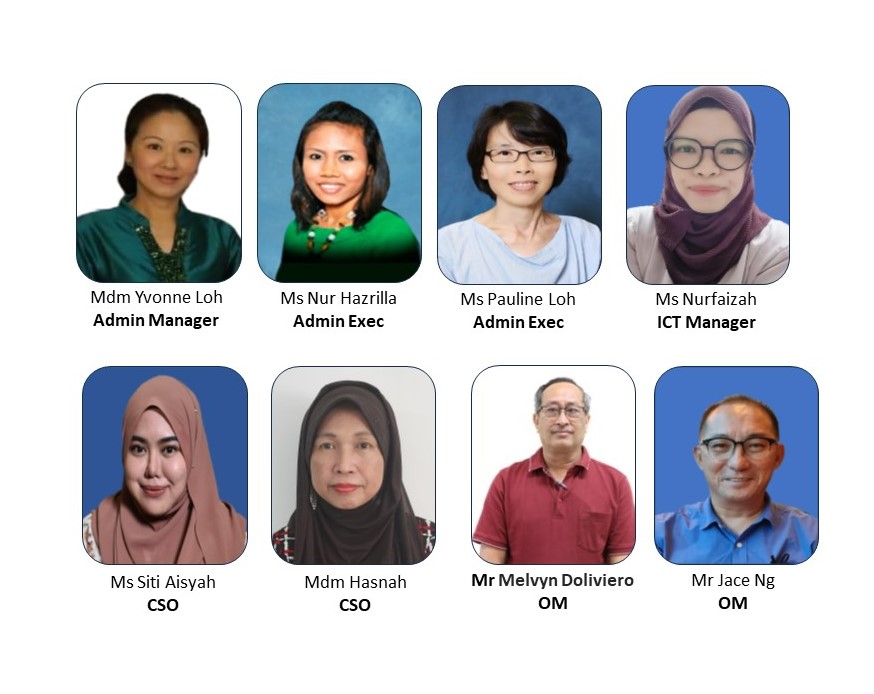 Mdm Yvonne Loh
Admin Manager
Ms Nur Hazrilla
Admin Exec
Ms Pauline Loh
Admin Exec
Ms Nurfaizah
ICT Manager
Ms Siti Aisyah
CSO
Mdm Hasnah
CSO
Mr Melvyn Doliviero
OM
Mr Jace Ng
OM